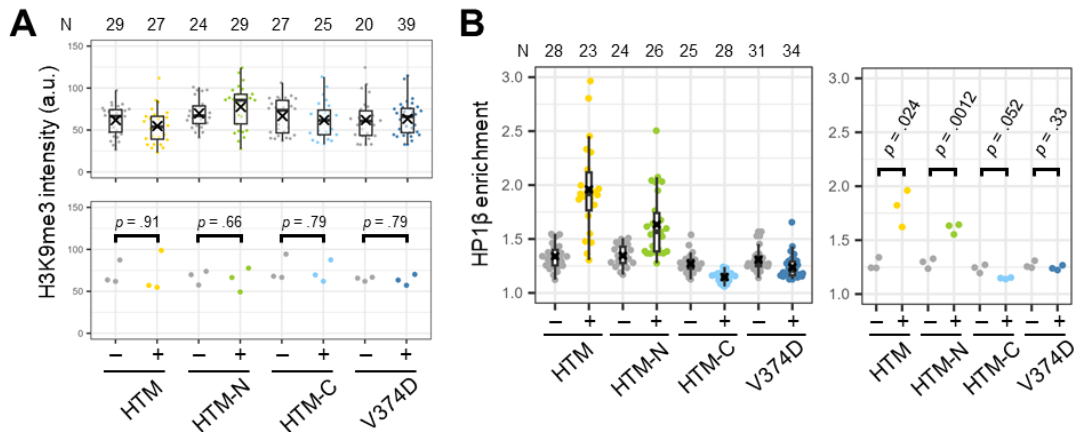 A
N 29 27 24 29 27 25 20 39
H3K9me3 intensity (a.u.)
150
100
50
0
150
100
50
0
p = .91
p = .66
p = .79
p = .79
− + − + − + − +
HTM
HTM-N
HTM-C
V374D
B
N 28 23 24 26 25 28 31 34
HP1β enrichment
3.0
2.5
2.0
1.5
1.0
− + − + − + − +
HTM
HTM-N
HTM-C
V374D
3.0
2.5
2.0
1.5
1.0
p = .024
p = .0012
p = .052
p = .33
− + − + − + − +
HTM
HTM-N
HTM-C
V374D